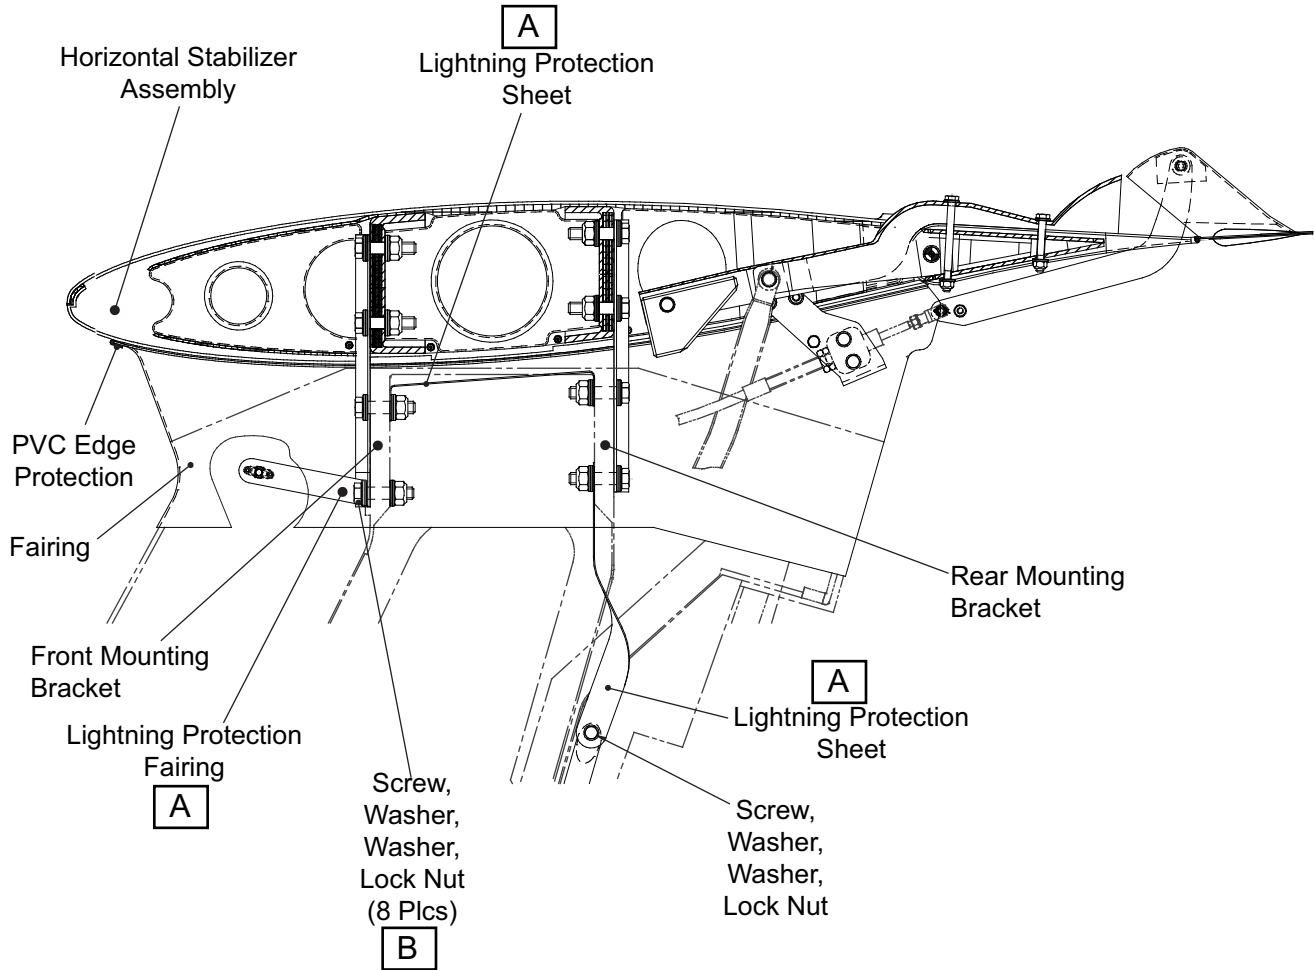 A
Lightning Protection
Sheet
Horizontal Stabilizer
Assembly
PVC Edge
Protection
Fairing
Front Mounting
Bracket
Lightning Protection
Fairing
A
Screw,
Washer,
Washer,
Lock Nut
(8 Plcs)
B
Rear Mounting
Bracket
A
Lightning Protection
Sheet
Screw,
Washer,
Washer,
Lock Nut